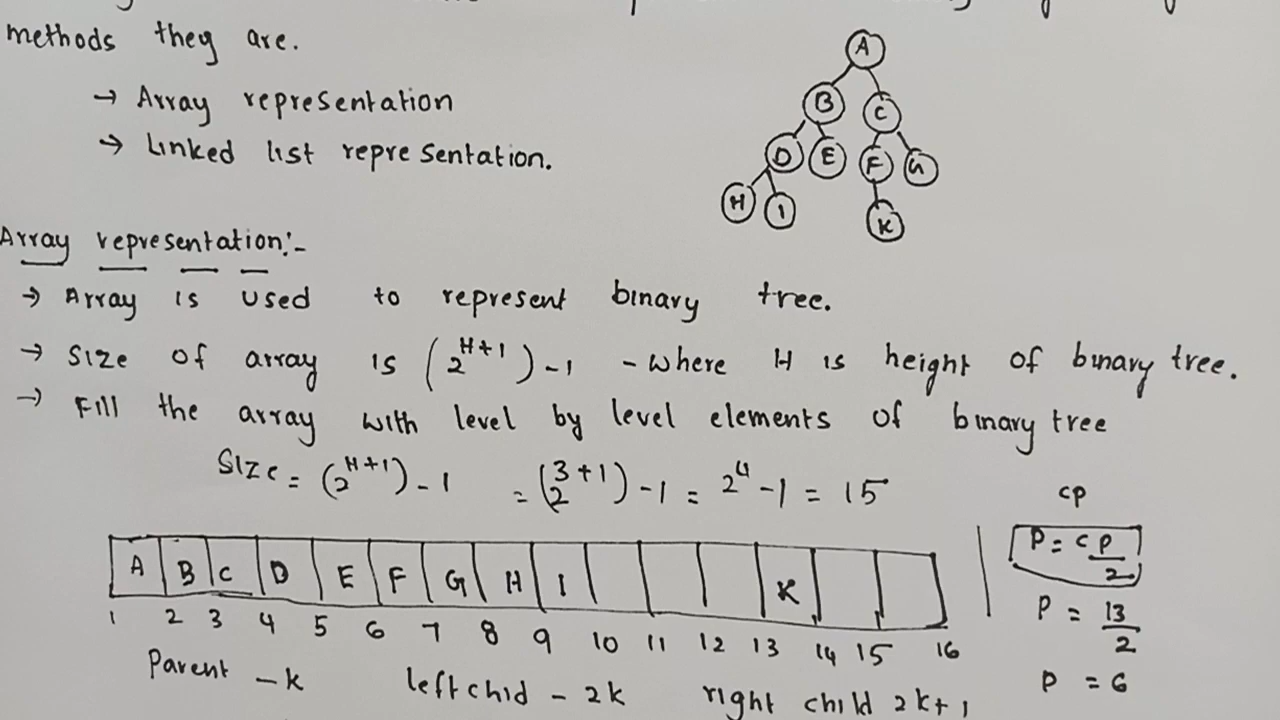 methods they are.
→ Array representation
→ Linked list representation.
A
B C
D E F G
H I K
Array representation:-
→ Array is used to represent binary tree.
→ Size of array is (2^H+1)-1 - where H is height of binary tree.
→ Fill the array with level by level elements of binary tree
Size = (2^H+1)-1 = (2^3+1)-1 = 2^4-1 = 15
A B C D E F G H I K
1 2 3 4 5 6 7 8 9 10 11 12 13 14 15 16
Parent - k left chid - 2k right child 2k+1
cp
P = cp/2
P = 13/2
P = 6